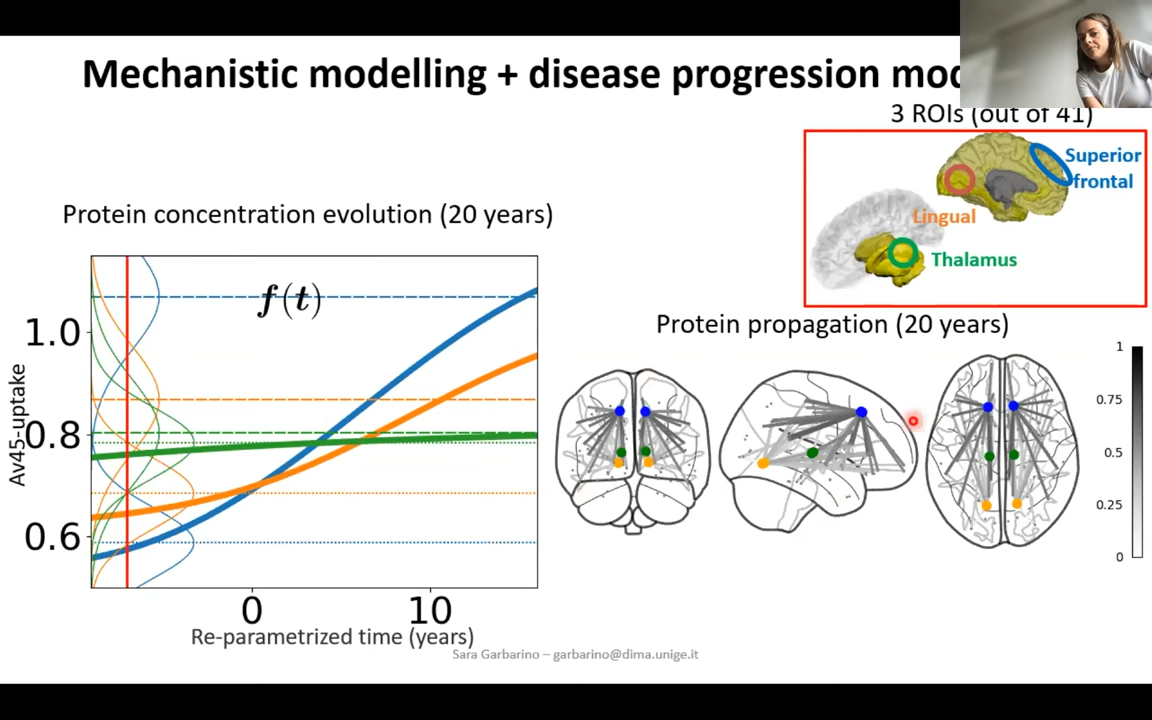 Mechanistic modelling + disease progression
3 ROIs (out of 41)
Superior
frontal
Lingual
Thalamus
Protein concentration evolution (20 years)
f(t)
1.0
0.8
0.6
Av45-uptake
0
10
Re-parametrized time (years)
Protein propagation (20 years)
1
0.75
0.5
0.25
0
Sara Garbarino – garbarino@dima.unige.it